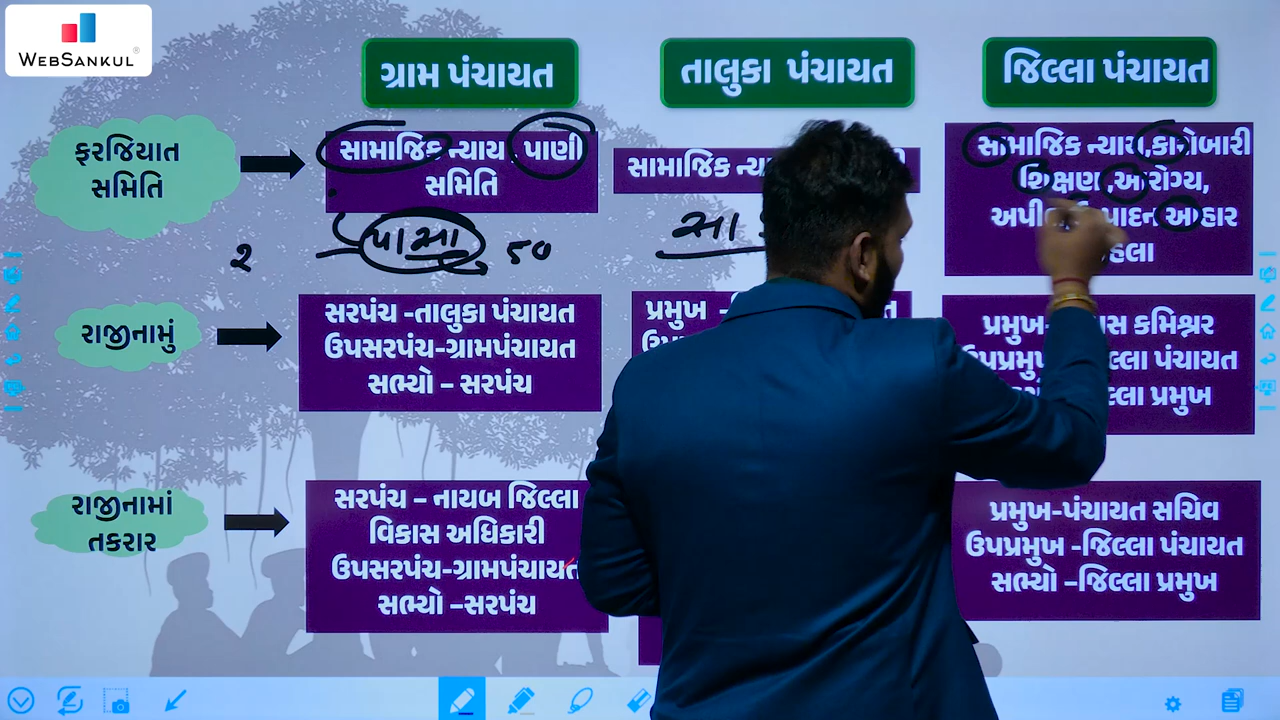 WEBSANKUL
ગ્રામ પંચાયત
તાલુકા પંચાયત
જિલ્લા પંચાયત
ફરજિયાત
સમિતિ
સામાજિક ન્યાય , પાણી
સમિતિ
સામાજિક
સામાજિક ન્યાય,કારોબારી
શિક્ષણ ,આરોગ્ય,
આહાર
૨
પાસા
૬૦
સા
રાજીનામું
સરપંચ -તાલુકા પંચાયત
ઉપસરપંચ-ગ્રામપંચાયત
સભ્યો – સરપંચ
પ્રમુખ -
પ્રમુખ- કમિશ્નર
પંચાયત
પ્રમુખ
રાજીનામાં
તકરાર
સરપંચ – નાયબ જિલ્લા
વિકાસ અધિકારી
ઉપસરપંચ-ગ્રામપંચાયત
સભ્યો –સરપંચ
પ્રમુખ-પંચાયત સચિવ
ઉપપ્રમુખ -જિલ્લા પંચાયત
સભ્યો –જિલ્લા પ્રમુખ